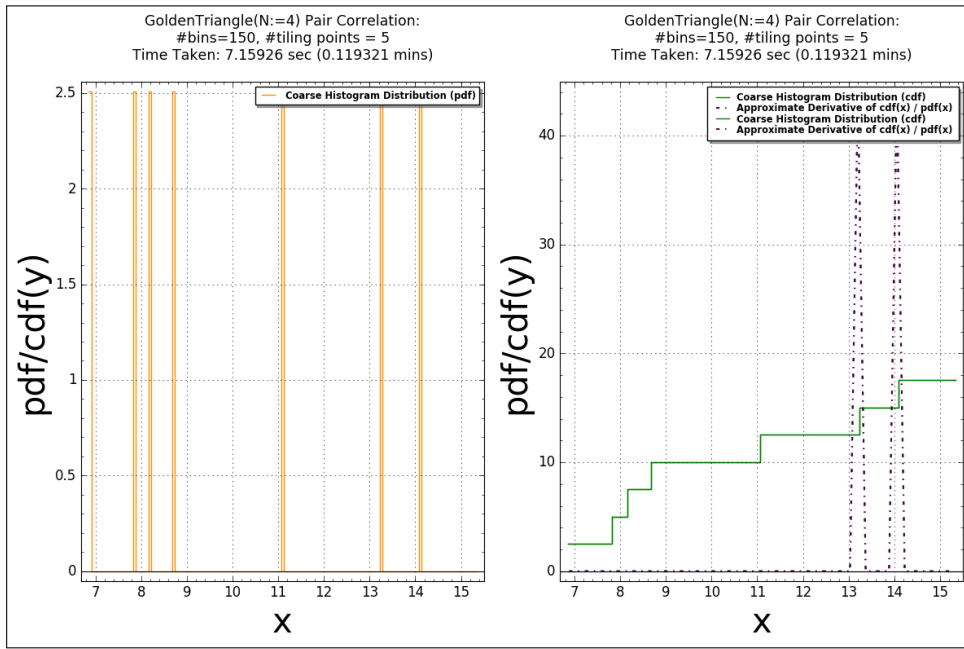 GoldenTriangle(N:=4) Pair Correlation:
#bins=150, #tiling points = 5
Time Taken: 7.15926 sec (0.119321 mins)
Coarse Histogram Distribution (pdf)
2.5
2
1.5
1
0.5
0
pdf/cdf(y)
7 8 9 10 11 12 13 14 15
x
GoldenTriangle(N:=4) Pair Correlation:
#bins=150, #tiling points = 5
Time Taken: 7.15926 sec (0.119321 mins)
Coarse Histogram Distribution (cdf)
Approximate Derivative of cdf(x) / pdf(x)
Coarse Histogram Distribution (cdf)
Approximate Derivative of cdf(x) / pdf(x)
40
30
20
10
0
pdf/cdf(y)
7 8 9 10 11 12 13 14 15
x